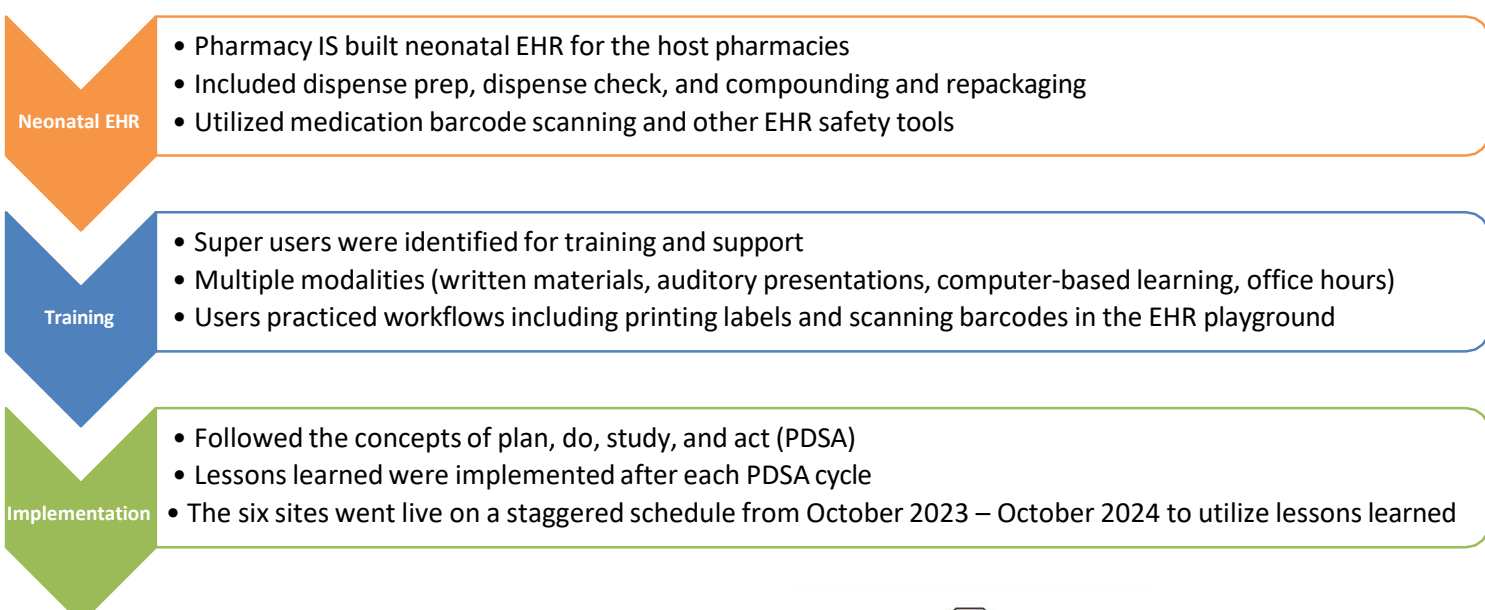 • Pharmacy IS built neonatal EHR for the host pharmacies
• Included dispense prep, dispense check, and compounding and repackaging
Neonatal EHR
• Utilized medication barcode scanning and other EHR safety tools
• Super users were identified for training and support
• Multiple modalities (written materials, auditory presentations, computer-based learning, office hours)
Training
• Users practiced workflows including printing labels and scanning barcodes in the EHR playground
• Followed the concepts of plan, do, study, and act (PDSA)
• Lessons learned were implemented after each PDSA cycle
Implementation
• The six sites went live on a staggered schedule from October 2023 – October 2024 to utilize lessons learned